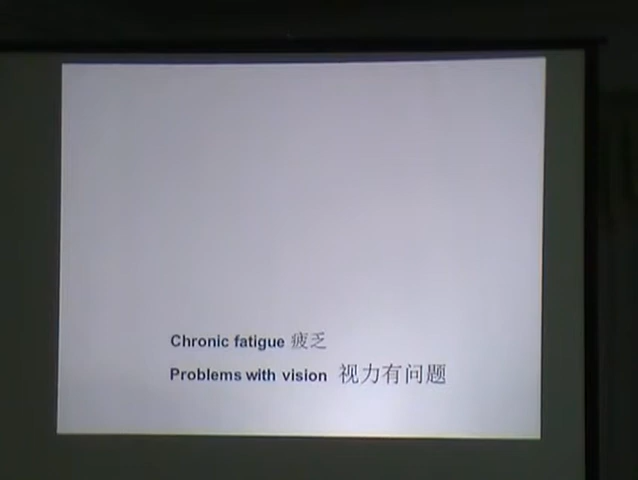 Chronic fatigue 疲乏
Problems with vision 视力有问题